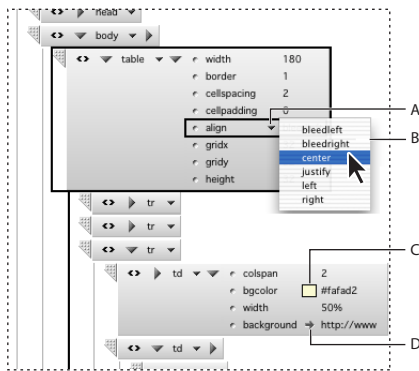 head
body
table
width 180
border 1
cellspacing 2
cellpadding 0
align
gridx
gridy
height
bleedleft
bleedright
center
justify
left
right
A
B
tr
tr
tr
td
colspan 2
bgcolor #fafad2
width 50%
background http://www
C
D
td